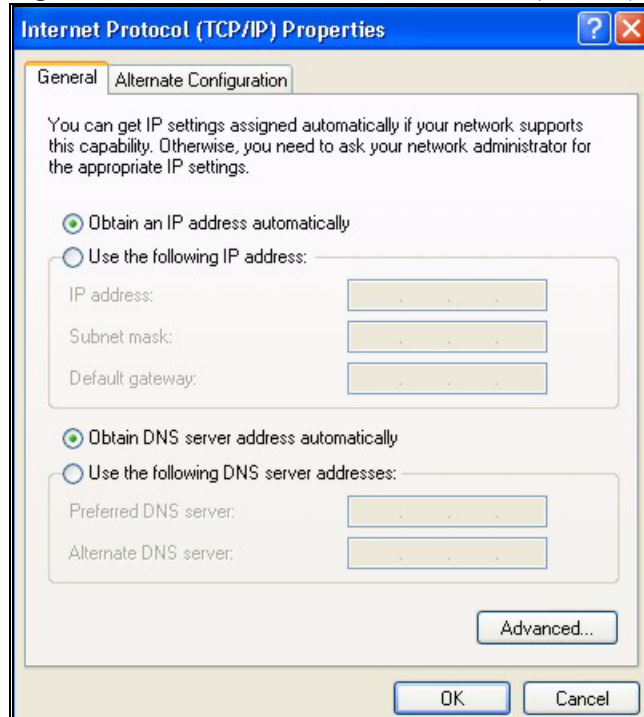 Internet Protocol (TCP/IP) Properties
General
Alternate Configuration
You can get IP settings assigned automatically if your network supports
this capability. Otherwise, you need to ask your network administrator for
the appropriate IP settings.
Obtain an IP address automatically
Use the following IP address:
IP address:
Subnet mask:
Default gateway:
Obtain DNS server address automatically
Use the following DNS server addresses:
Preferred DNS server:
Alternate DNS server:
Advanced...
OK
Cancel